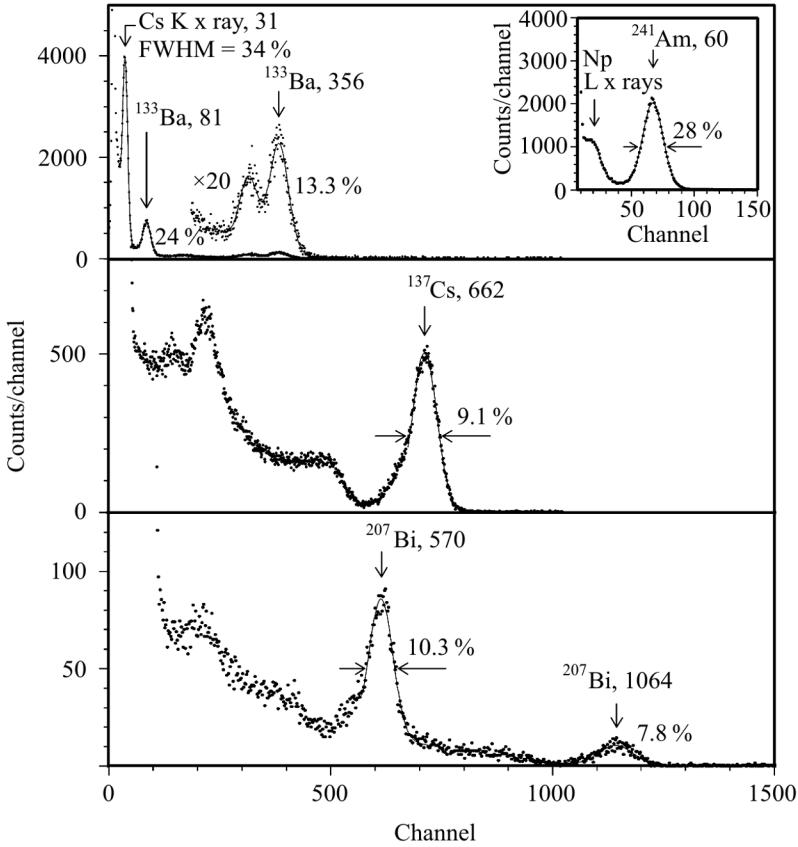 Cs K x ray, 31
FWHM = 34 %
4000
2000
0
Counts/channel
¹³³Ba, 81
24 %
×20
¹³³Ba, 356
13.3 %
4000
3000
2000
1000
0
Counts/channel
Np
L x rays
²⁴¹Am, 60
28 %
50
100
150
Channel
500
0
¹³⁷Cs, 662
9.1 %
100
50
0
²⁰⁷Bi, 570
10.3 %
²⁰⁷Bi, 1064
7.8 %
0
500
1000
1500
Counts/channel
Channel